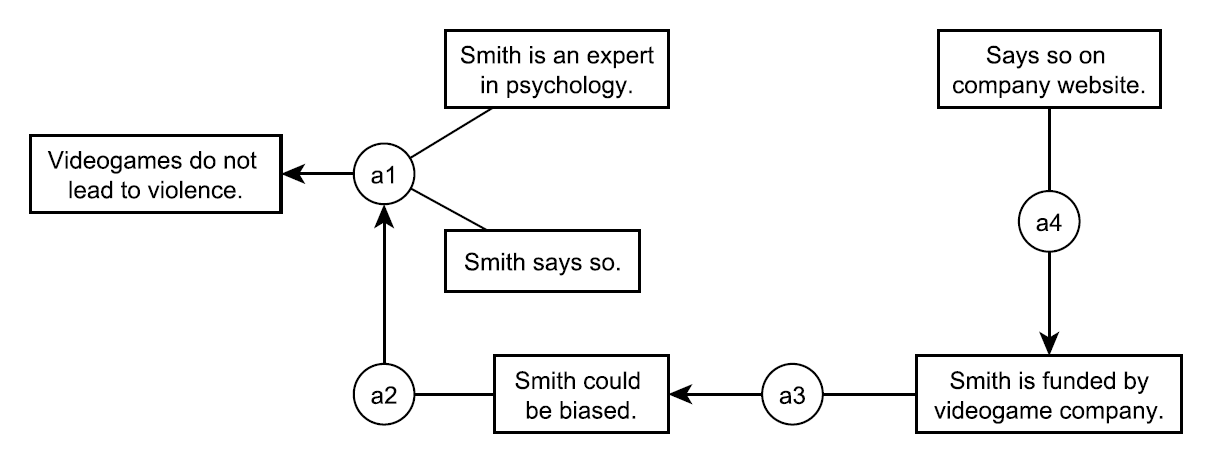 Smith is an expert
in psychology.
Says so on
company website.
Videogames do not
lead to violence.
a1
Smith says so.
a4
a2
Smith could
be biased.
a3
Smith is funded by
videogame company.